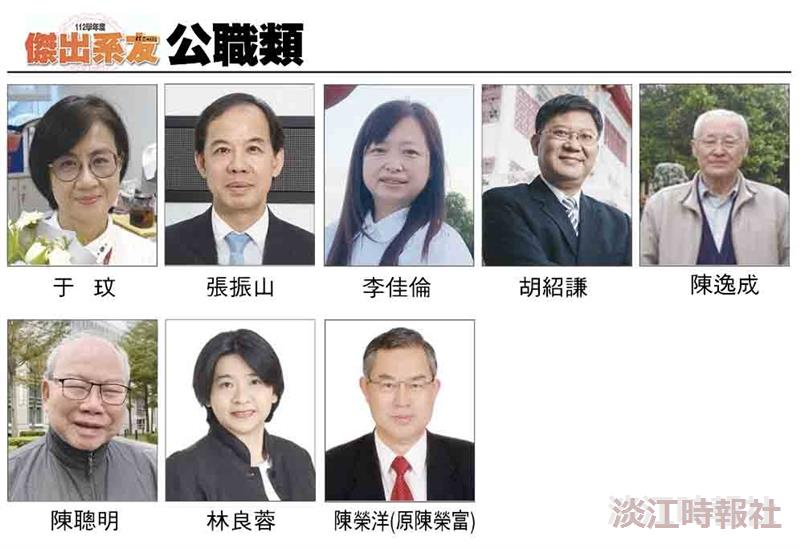 112學年度
傑出系友 公職類
于 玟 張振山 李佳倫 胡紹謙 陳逸成
陳聰明 林良蓉 陳榮洋(原陳榮富)
淡江時報社